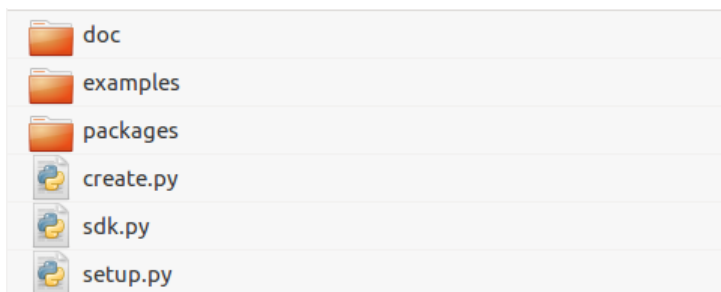 doc
examples
packages
create.py
sdk.py
setup.py